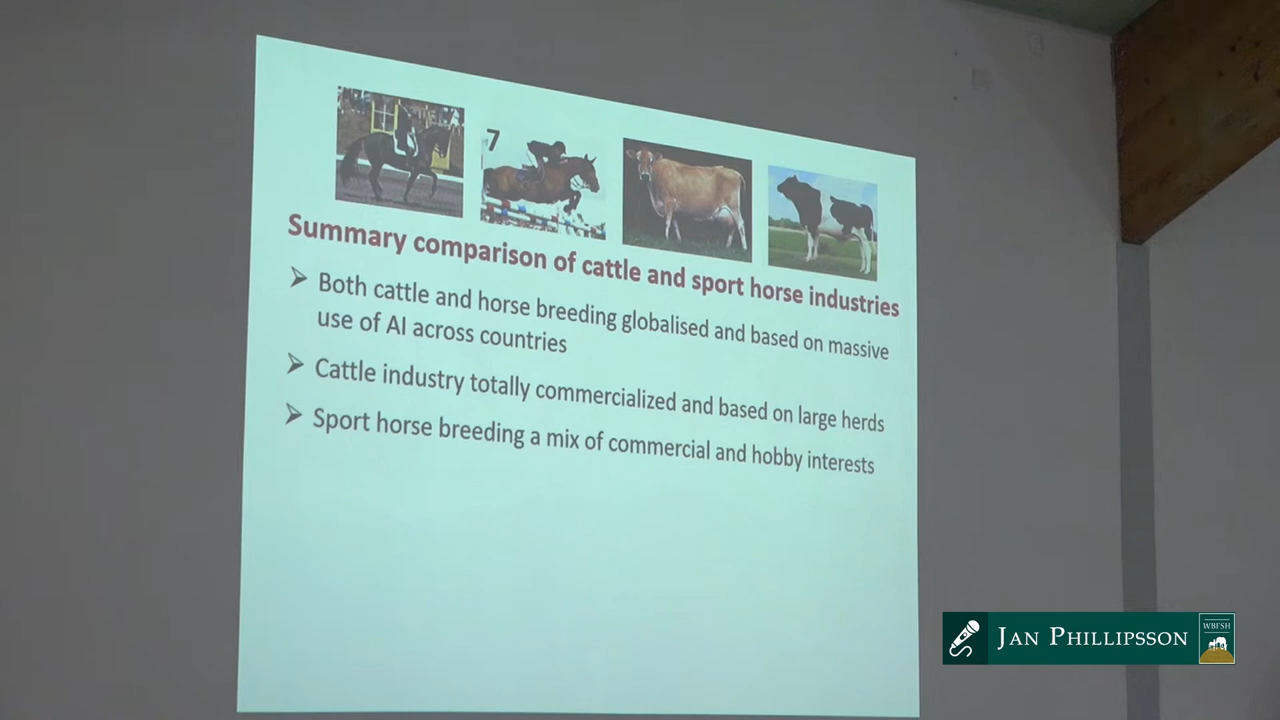 7
Summary comparison of cattle and sport horse industries
➢ Both cattle and horse breeding globalised and based on massive
use of AI across countries
➢ Cattle industry totally commercialized and based on large herds
➢ Sport horse breeding a mix of commercial and hobby interests
JAN PHILLIPSSON
WBFSH